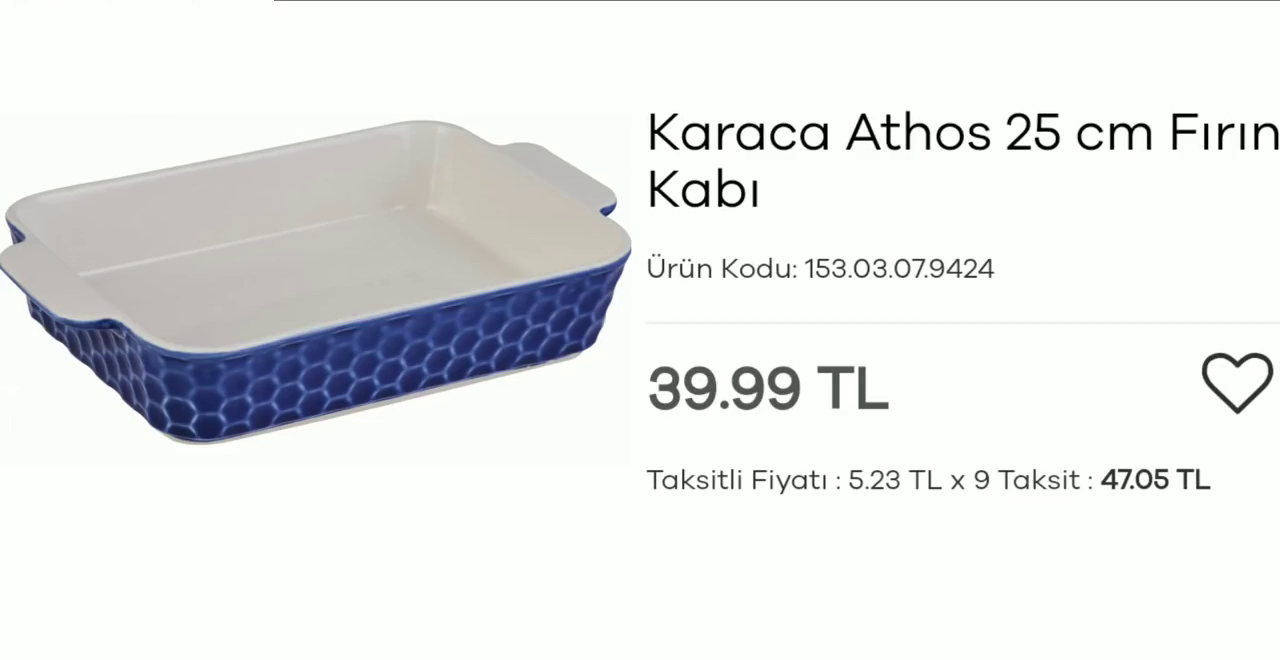 Karaca Athos 25 cm Fırın
Kabı
Ürün Kodu: 153.03.07.9424
39.99 TL
Taksitli Fiyatı : 5.23 TL x 9 Taksit : 47.05 TL